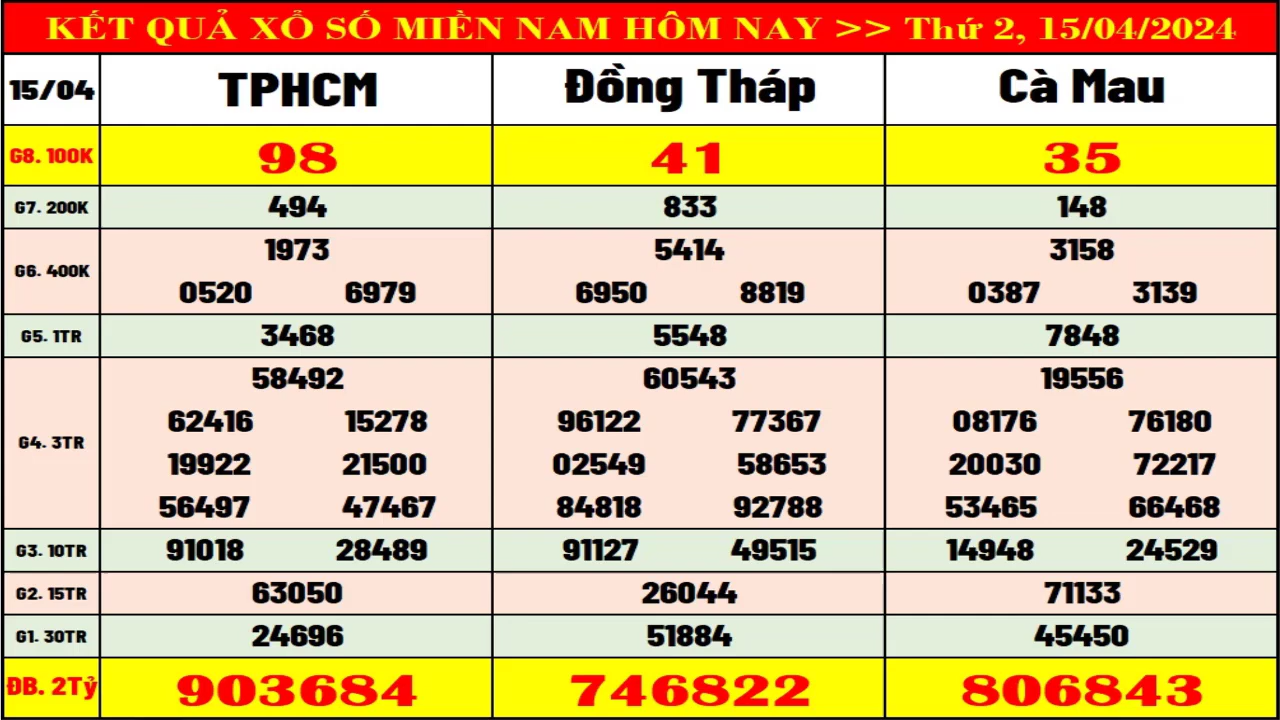 KẾT QUẢ XỔ SỐ MIỀN NAM HÔM NAY >> Thứ 2, 15/04/2024
15/04 TPHCM Đồng Tháp Cà Mau
G8. 100K 98 41 35
G7. 200K 494 833 148
1973 5414 3158
G6. 400K
0520 6979 6950 8819 0387 3139
G5. 1TR 3468 5548 7848
58492 60543 19556
62416 15278 96122 77367 08176 76180
G4. 3TR
19922 21500 02549 58653 20030 72217
56497 47467 84818 92788 53465 66468
G3. 10TR 91018 28489 91127 49515 14948 24529
G2. 15TR 63050 26044 71133
G1. 30TR 24696 51884 45450
ĐB. 2Tỷ 903684 746822 806843